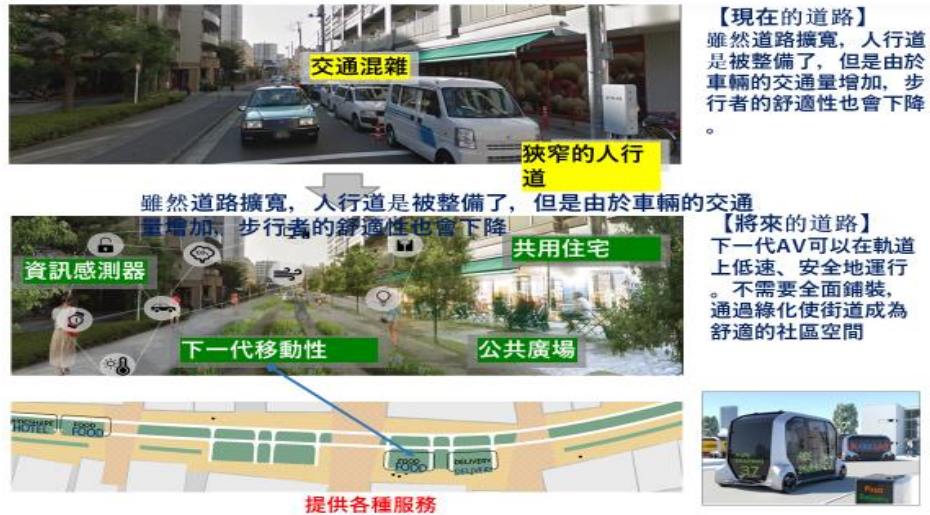 交通混雜
狹窄的人行
道
【現在的道路】
雖然道路擴寬，人行道
是被整備了，但是由於
車輛的交通量增加，步
行者的舒適性也會下降
。
雖然道路擴寬，人行道是被整備了，但是由於車輛的交通
量增加，步行者的舒適性也會下降
資訊感測器
共用住宅
下一代移動性
公共廣場
【將來的道路】
下一代AV可以在軌道
上低速、安全地運行
。不需要全面鋪裝，
通過綠化使街道成為
舒適的社區空間
HOTEL
FOOD
FOOD
FOOD
FOOD
DELIVERY
DELIVERY
37
提供各種服務